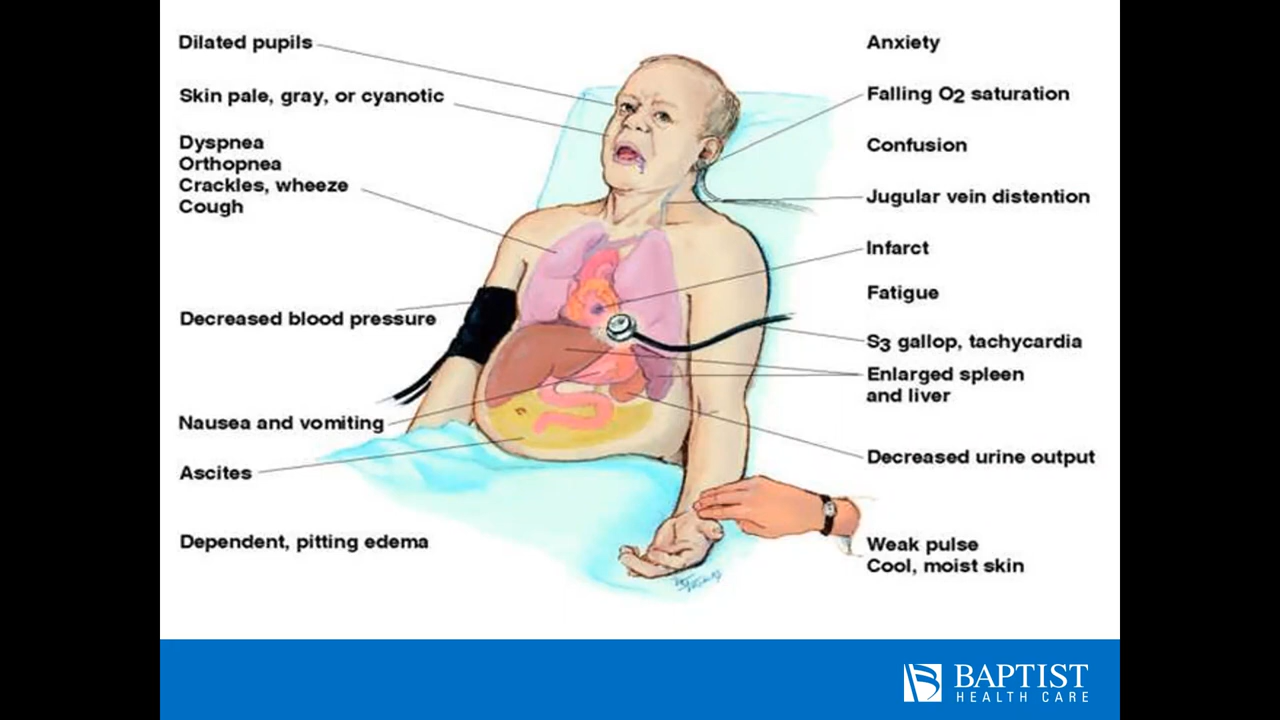 Dilated pupils
Skin pale, gray, or cyanotic
Dyspnea
Orthopnea
Crackles, wheeze
Cough
Decreased blood pressure
Nausea and vomiting
Ascites
Dependent, pitting edema
Anxiety
Falling O2 saturation
Confusion
Jugular vein distention
Infarct
Fatigue
S3 gallop, tachycardia
Enlarged spleen
and liver
Decreased urine output
Weak pulse
Cool, moist skin
BAPTIST
HEALTH CARE